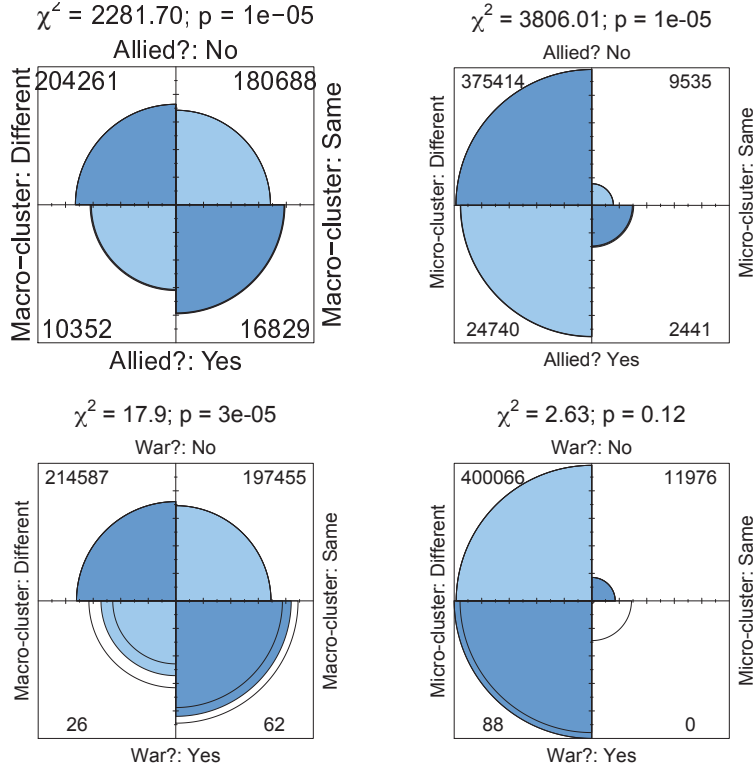 χ² = 2281.70; p = 1e−05
Allied?: No
204261
180688
Macro−cluster: Different
Macro−cluster: Same
10352
16829
Allied?: Yes
χ² = 3806.01; p = 1e-05
Allied? No
375414
9535
Micro-cluster: Different
Micro-clsuter: Same
24740
2441
Allied? Yes
χ² = 17.9; p = 3e-05
War?: No
214587
197455
Macro-cluster: Different
Macro-cluster: Same
26
62
War?: Yes
χ² = 2.63; p = 0.12
War?: No
400066
11976
Micro-cluster: Different
Micro-cluster: Same
88
0
War?: Yes